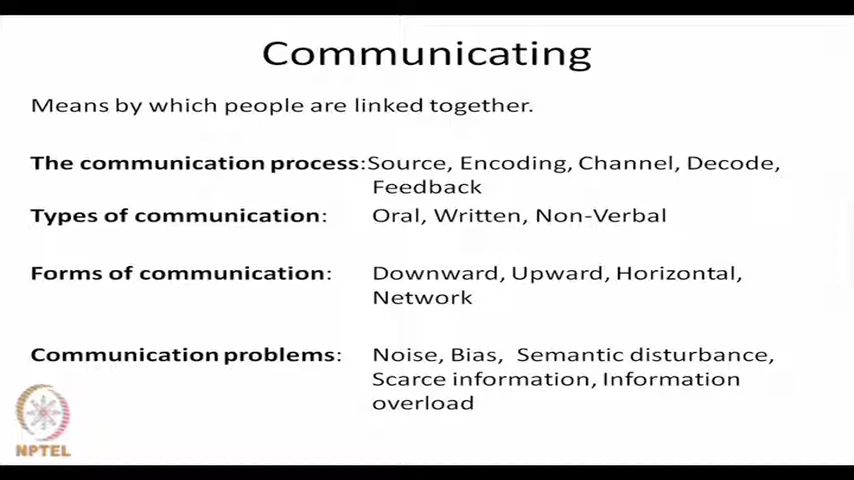 Communicating
Means by which people are linked together.
The communication process:Source, Encoding, Channel, Decode,
Feedback
Types of communication: Oral, Written, Non-Verbal
Forms of communication: Downward, Upward, Horizontal,
Network
Communication problems: Noise, Bias, Semantic disturbance,
Scarce information, Information
overload
NPTEL